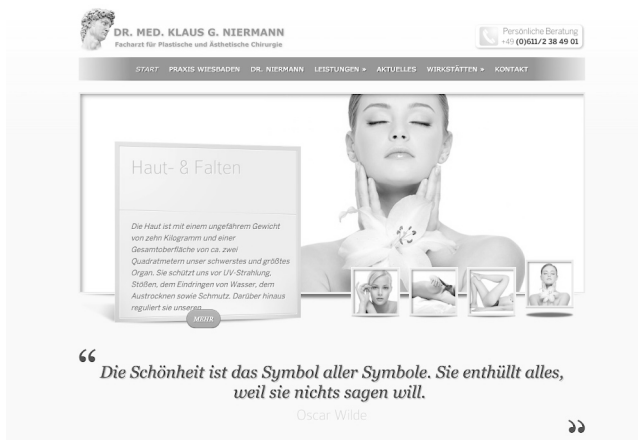 DR. MED. KLAUS G. NIERMANN
Facharzt für Plastische und Ästhetische Chirurgie
Persönliche Beratung
+49 (0)611/2 38 49 01
START PRAXIS WIESBADEN DR. NIERMANN LEISTUNGEN » AKTUELLES WIRKSTÄTTEN » KONTAKT
Haut- & Falten
Die Haut ist mit einem ungefährem Gewicht
von zehn Kilogramm und einer
Gesamtoberfläche von ca. zwei
Quadratmetern unser schwerstes und größtes
Organ. Sie schützt uns vor UV-Strahlung,
Stößen, dem Eindringen von Wasser, dem
Austrocknen sowie Schmutz. Darüber hinaus
reguliert sie unseren
MEHR
“ Die Schönheit ist das Symbol aller Symbole. Sie enthüllt alles,
weil sie nichts sagen will.
Oscar Wilde
”